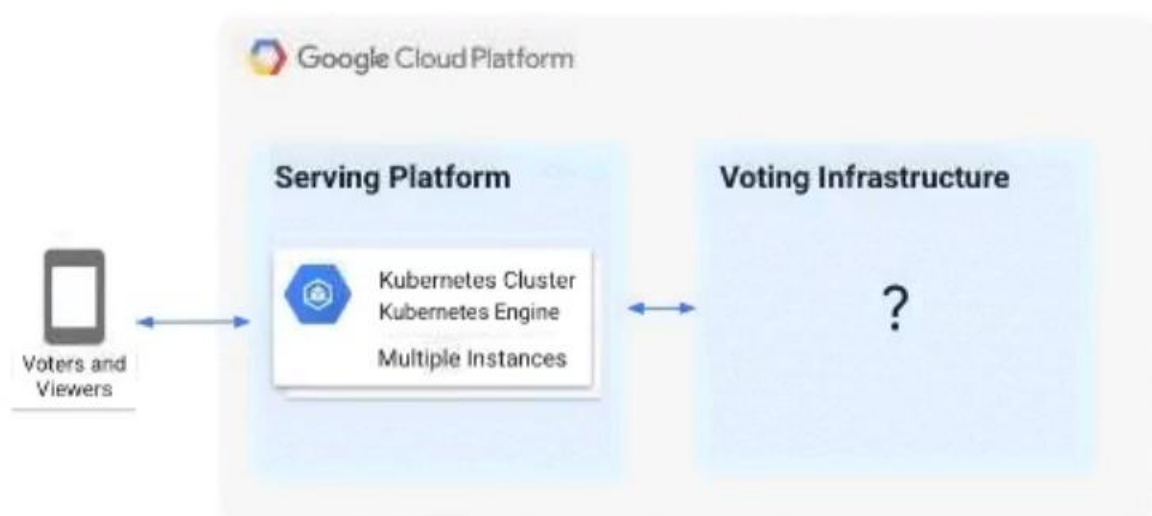 Google Cloud Platform
Serving Platform
Kubernetes Cluster
Kubernetes Engine
Multiple Instances
Voters and
Viewers
Voting Infrastructure
?